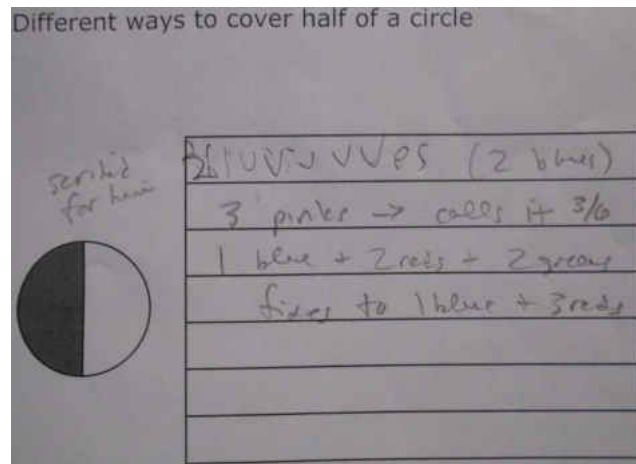 Different ways to cover half of a circle
scribed
for him
(2 blues)
3 pinks → calls it 3/6
1 blue + 2 reds + 2 greens
fixes to 1 blue + 3 reds